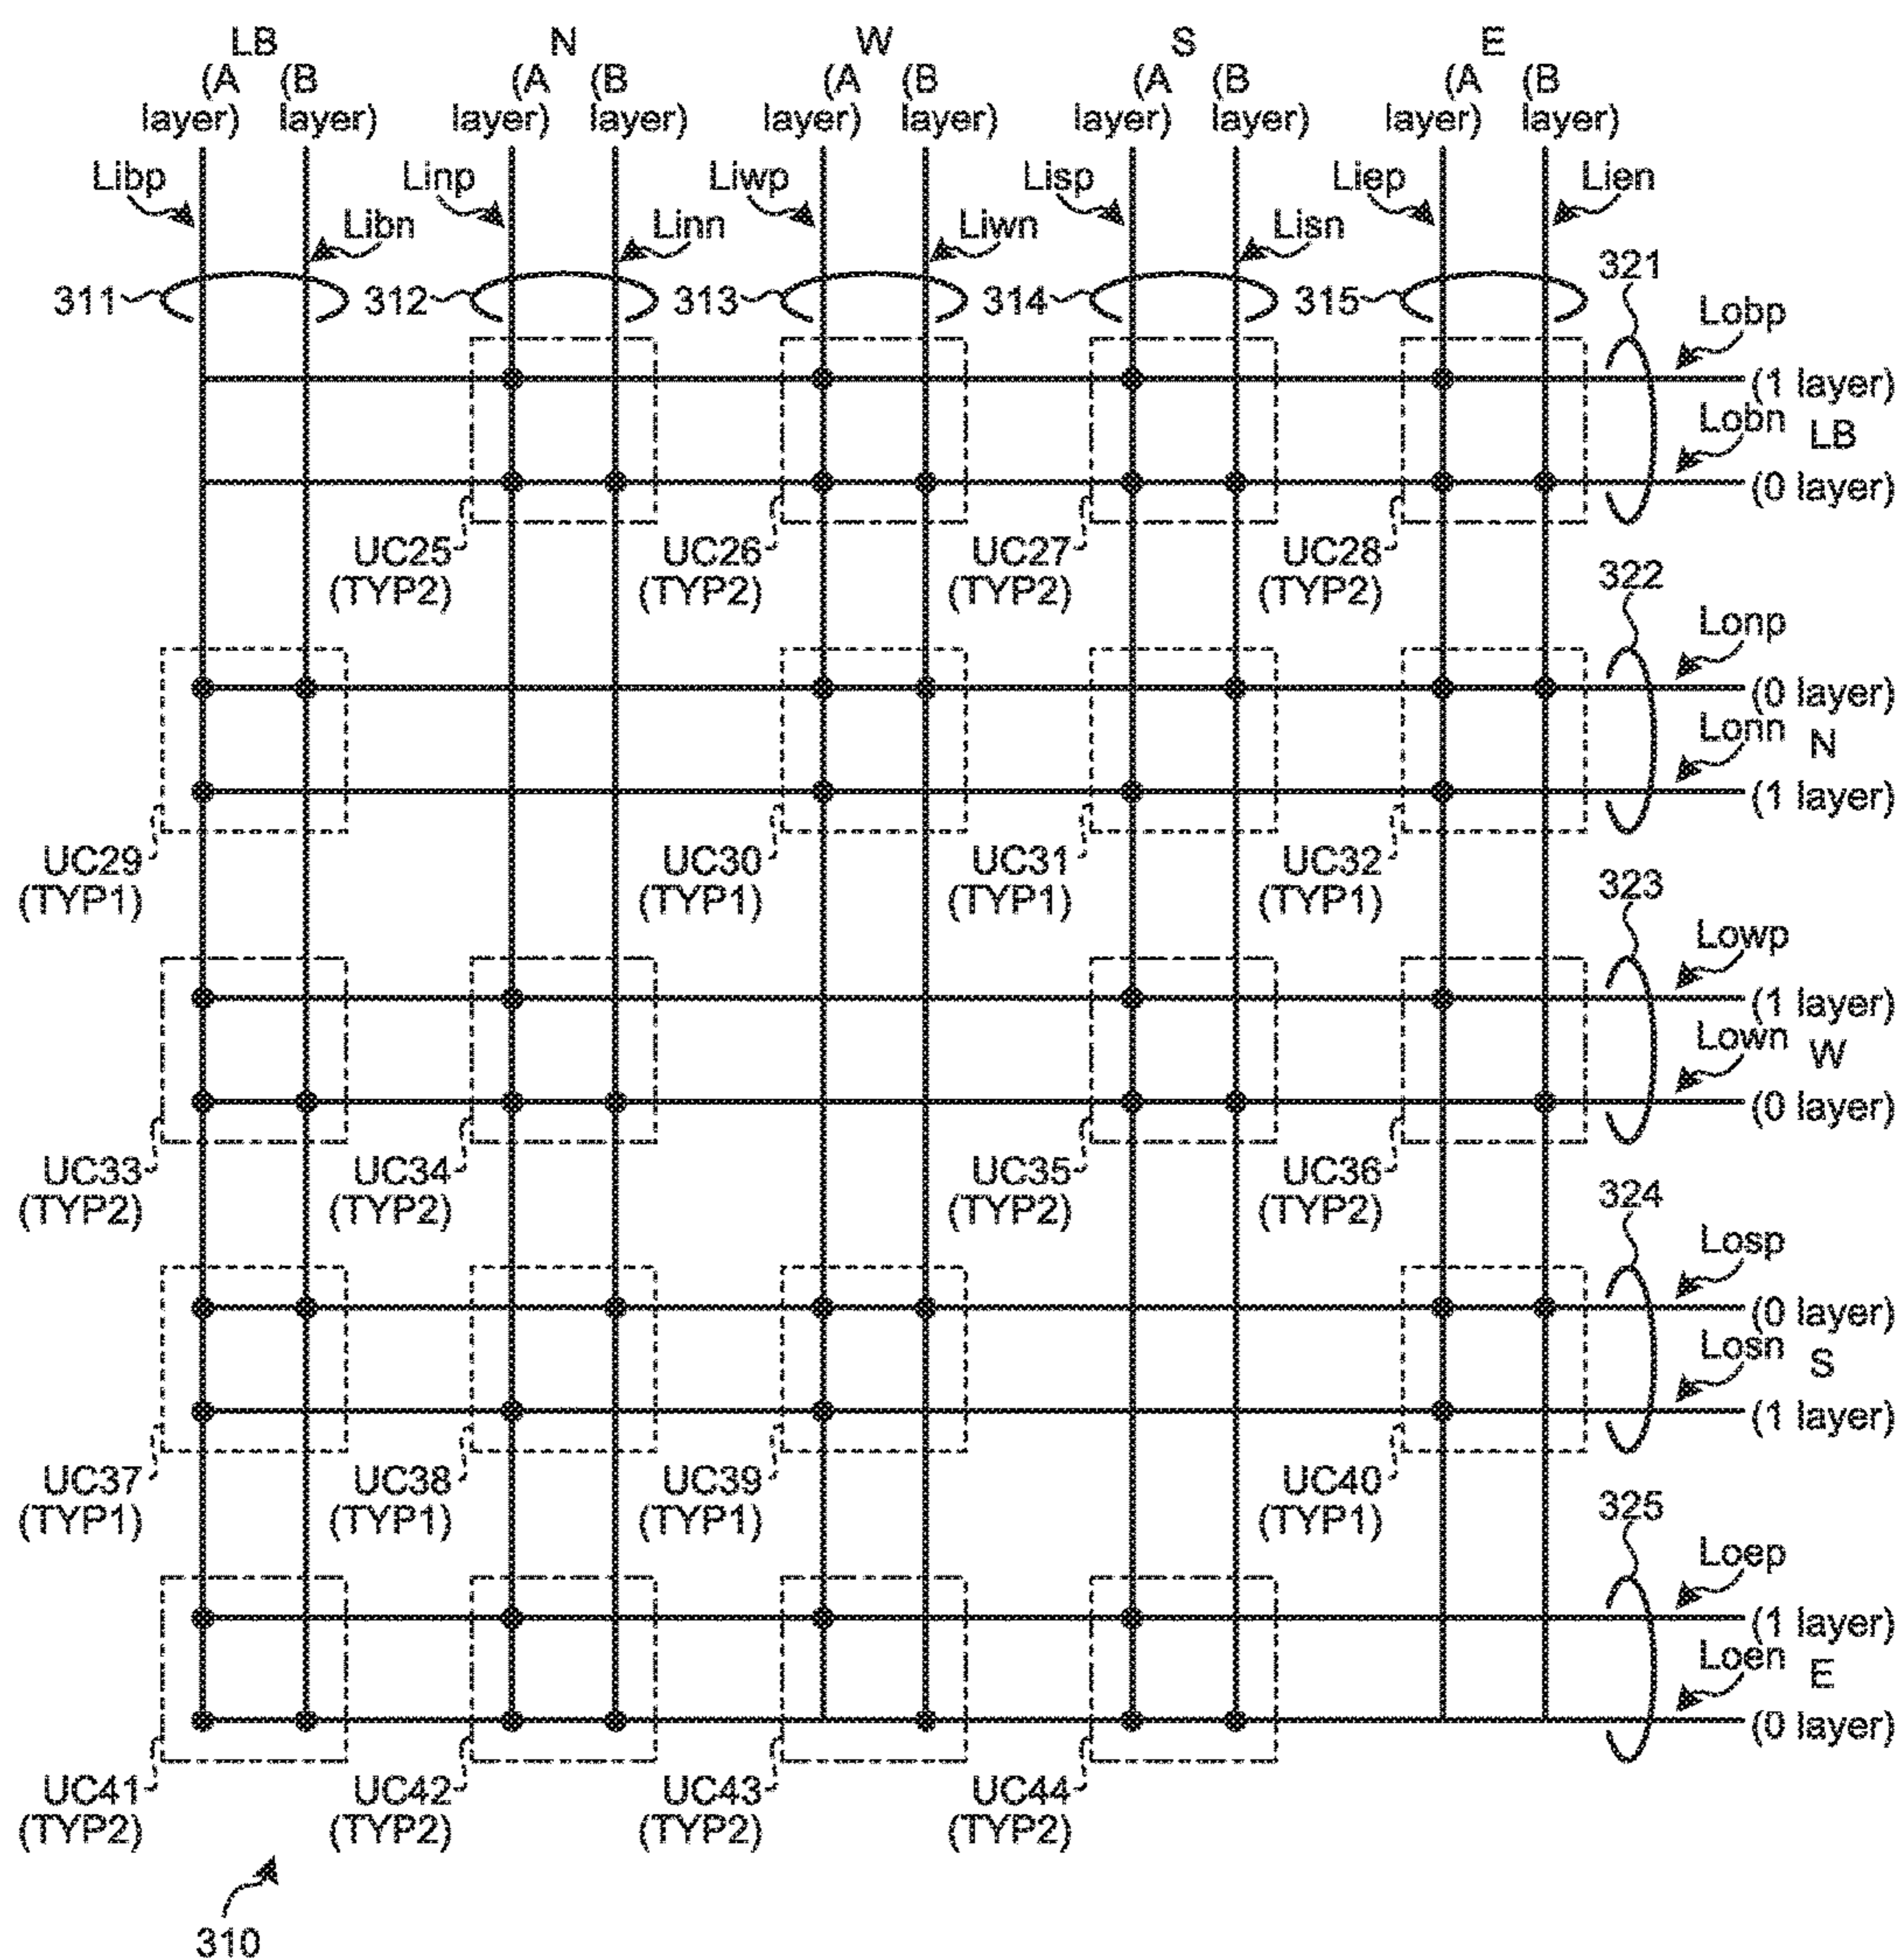 LB N W S E
(A (B (A (B (A (B (A (B (A (B
layer) layer) layer) layer) layer) layer) layer) layer) layer) layer)
Libp Linp Liwp Lisp Liep Lien
Libn Linn Liwn Lisn
311 312 313 314 315 321
Lobp
(1 layer)
Lobn LB
(0 layer)
UC25 UC26 UC27 UC28
(TYP2) (TYP2) (TYP2) (TYP2)
322
Lonp
(0 layer)
Lonn N
(1 layer)
UC29 UC30 UC31 UC32
(TYP1) (TYP1) (TYP1) (TYP1)
323
Lowp
(1 layer)
Lown W
(0 layer)
UC33 UC34 UC35 UC36
(TYP2) (TYP2) (TYP2) (TYP2)
324
Losp
(0 layer)
Losn S
(1 layer)
UC37 UC38 UC39 UC40
(TYP1) (TYP1) (TYP1) (TYP1)
325
Loep
(1 layer)
Loen E
(0 layer)
UC41 UC42 UC43 UC44
(TYP2) (TYP2) (TYP2) (TYP2)
310